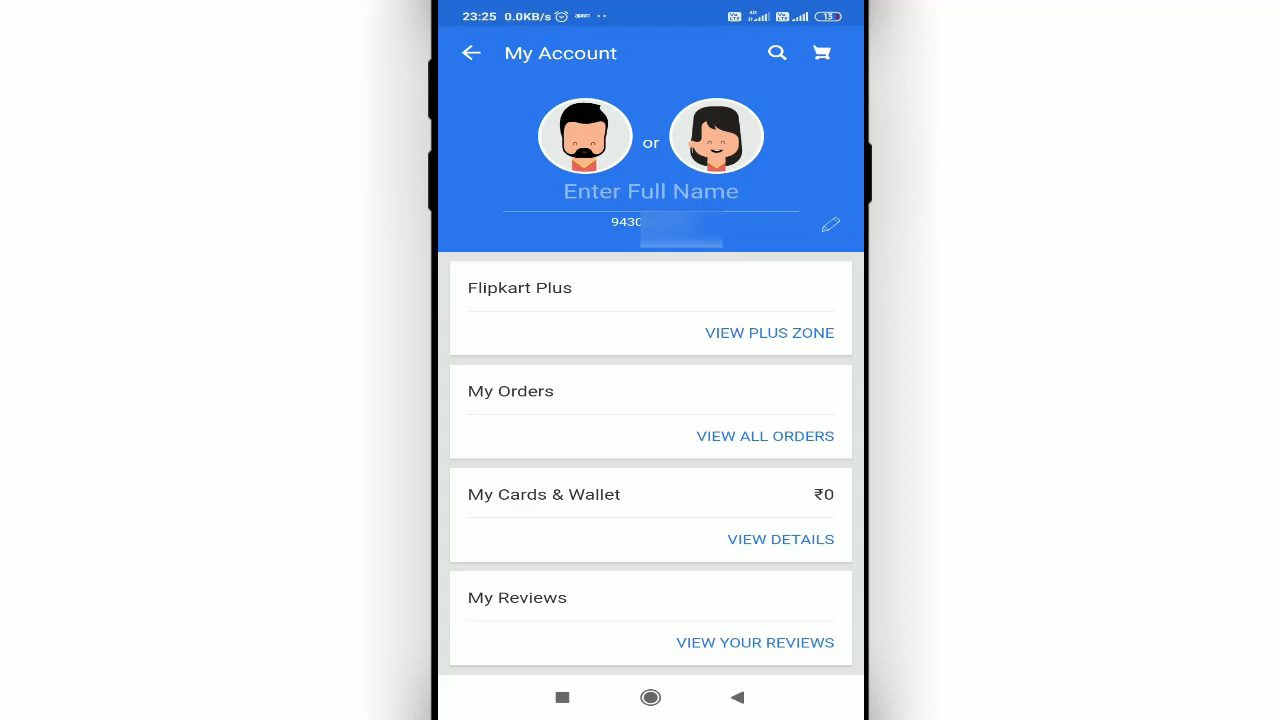 23:25 0.0KB/s
13
My Account
or
Enter Full Name
9430
Flipkart Plus
VIEW PLUS ZONE
My Orders
VIEW ALL ORDERS
My Cards & Wallet ₹0
VIEW DETAILS
My Reviews
VIEW YOUR REVIEWS